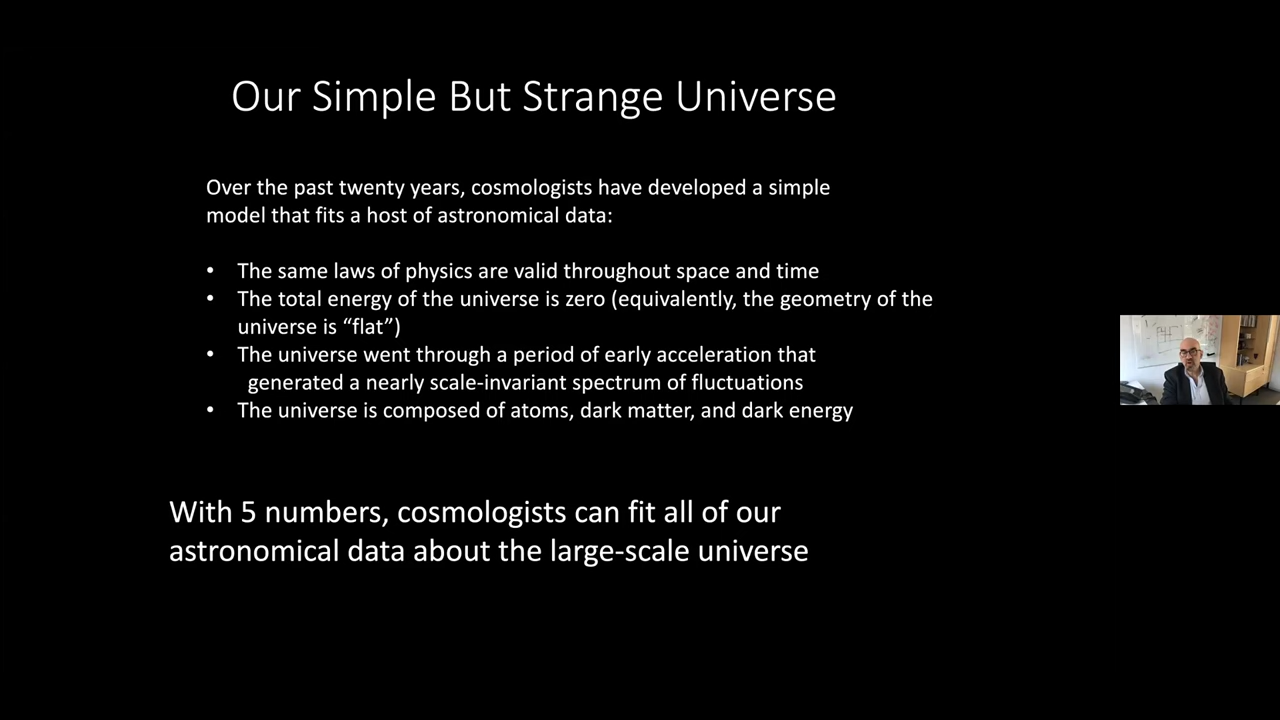 Our Simple But Strange Universe
Over the past twenty years, cosmologists have developed a simple
model that fits a host of astronomical data:
• The same laws of physics are valid throughout space and time
• The total energy of the universe is zero (equivalently, the geometry of the
universe is “flat”)
• The universe went through a period of early acceleration that
generated a nearly scale-invariant spectrum of fluctuations
• The universe is composed of atoms, dark matter, and dark energy
With 5 numbers, cosmologists can fit all of our
astronomical data about the large-scale universe